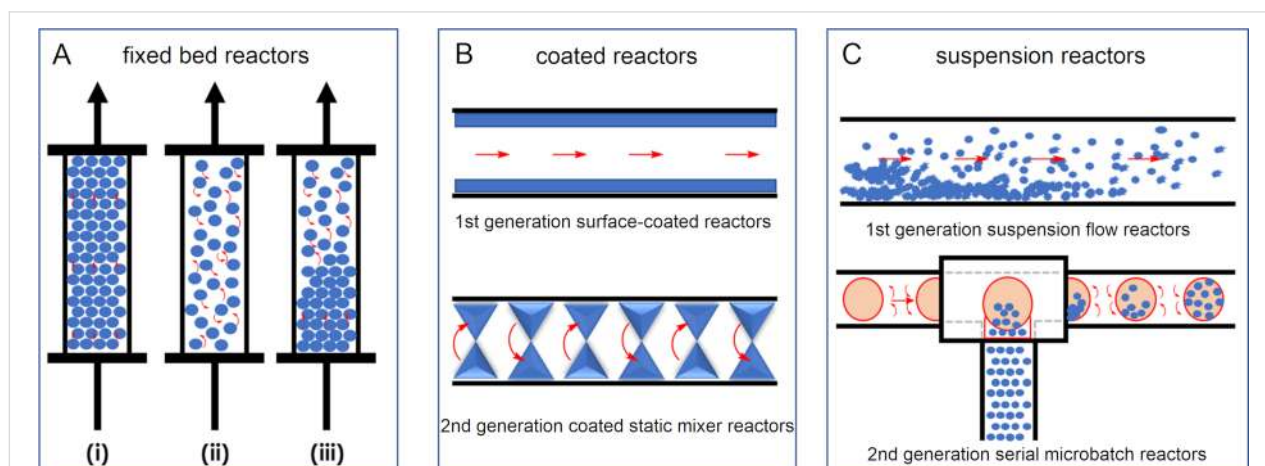 A
fixed bed reactors
(i)
(ii)
(iii)
B
coated reactors
1st generation surface-coated reactors
2nd generation coated static mixer reactors
C
suspension reactors
1st generation suspension flow reactors
2nd generation serial microbatch reactors